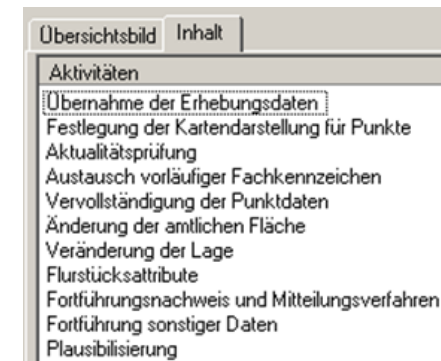 Übersichtsbild Inhalt
Aktivitäten
Übernahme der Erhebungsdaten
Festlegung der Kartendarstellung für Punkte
Aktualitätsprüfung
Austausch vorläufiger Fachkennzeichen
Vervollständigung der Punktdaten
Änderung der amtlichen Fläche
Veränderung der Lage
Flurstücksattribute
Fortführungsnachweis und Mitteilungsverfahren
Fortführung sonstiger Daten
Plausibilisierung